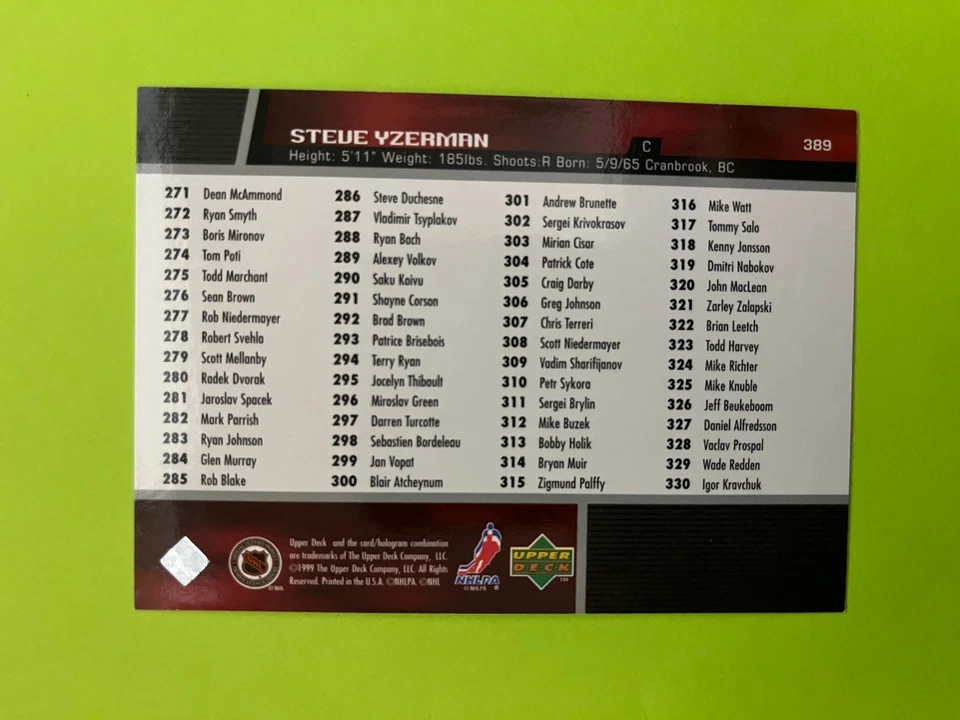 STEVE YZERMAN
C
389
Height: 5'11" Weight: 185lbs. Shoots:R Born: 5/9/65 Cranbrook, BC
271 Dean McAmmond
272 Ryan Smyth
273 Boris Mironov
274 Tom Poti
275 Todd Marchant
276 Sean Brown
277 Rob Niedermayer
278 Robert Svehla
279 Scott Mellanby
280 Radek Dvorak
281 Jaroslav Spacek
282 Mark Parrish
283 Ryan Johnson
284 Glen Murray
285 Rob Blake
286 Steve Duchesne
287 Vladimir Tsyplakov
288 Ryan Bach
289 Alexey Volkov
290 Saku Koivu
291 Shayne Corson
292 Brad Brown
293 Patrice Brisebois
294 Terry Ryan
295 Jocelyn Thibault
296 Miroslav Green
297 Darren Turcotte
298 Sebastien Bordeleau
299 Jan Vopat
300 Blair Atcheynum
301 Andrew Brunette
302 Sergei Krivokrasov
303 Mirian Cisar
304 Patrick Cote
305 Craig Darby
306 Greg Johnson
307 Chris Terreri
308 Scott Niedermayer
309 Vadim Sharifijanov
310 Petr Sykora
311 Sergei Brylin
312 Mike Buzek
313 Bobby Holik
314 Bryan Muir
315 Zigmund Palffy
316 Mike Watt
317 Tommy Salo
318 Kenny Jonsson
319 Dmitri Nabokov
320 John MacLean
321 Zarley Zalapski
322 Brian Leetch
323 Todd Harvey
324 Mike Richter
325 Mike Knuble
326 Jeff Beukeboom
327 Daniel Alfredsson
328 Vaclav Prospal
329 Wade Redden
330 Igor Kravchuk
Upper Deck and the card/hologram combination
are trademarks of The Upper Deck Company, LLC.
©1999 The Upper Deck Company, LLC. All Rights
Reserved. Printed in the U.S.A. ©NHLPA. ©NHL
NHL
©NHL
NHLPA
©NHLPA
UPPER
DECK